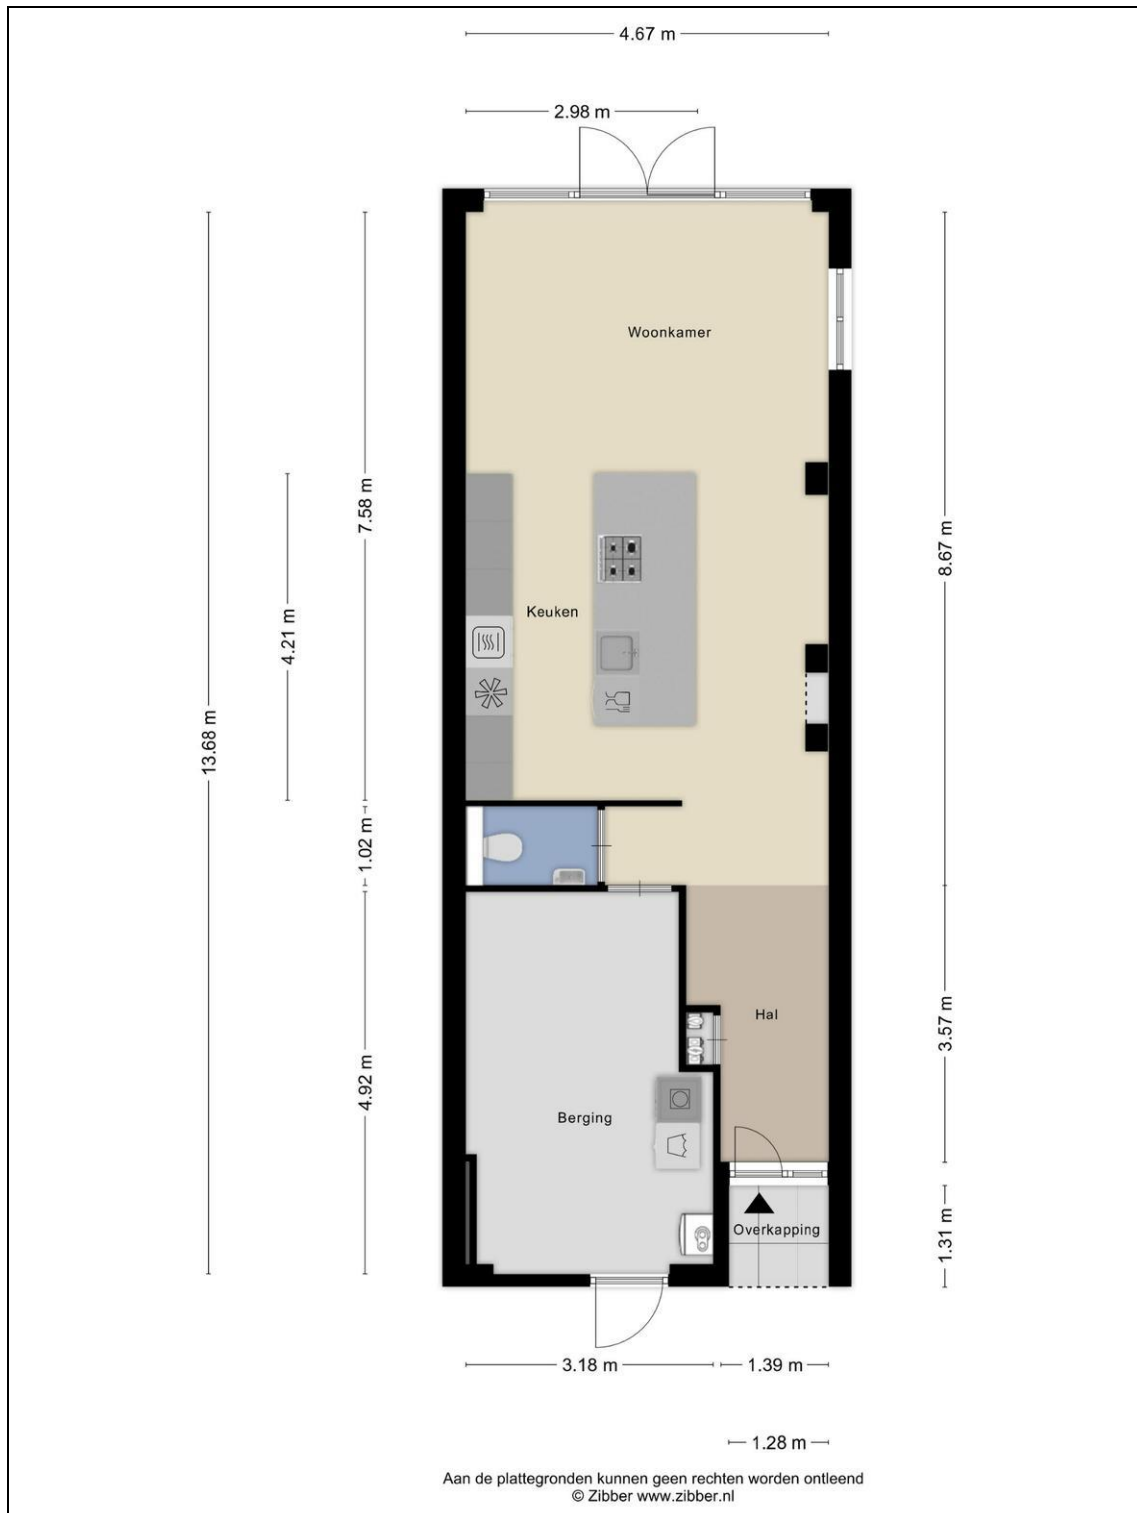 4.67 m
2.98 m
Woonkamer
7.58 m
8.67 m
Keuken
4.21 m
13.68 m
1.02 m
Hal
3.57 m
4.92 m
Berging
Overkapping
1.31 m
3.18 m
1.39 m
1.28 m
Aan de plattegronden kunnen geen rechten worden ontleend
© Zibber www.zibber.nl